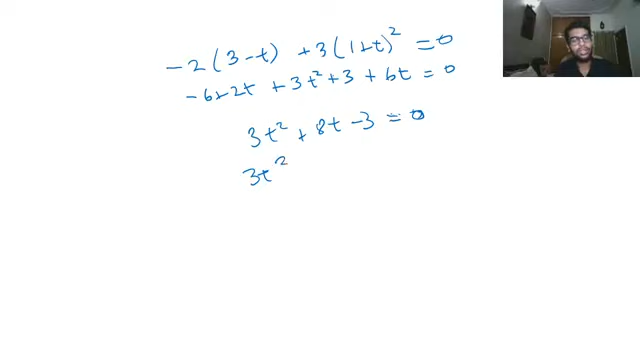 -2(3-t) +3(1+t)² = 0
-6+2t +3t²+3+6t=0
3t² + 8t -3 = 0
3t²